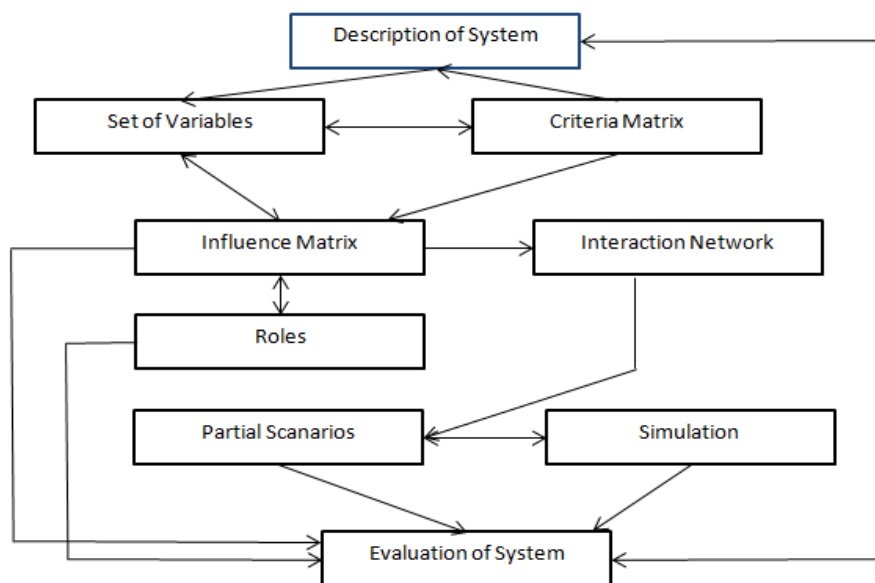 Description of System
Set of Variables
Criteria Matrix
Influence Matrix
Interaction Network
Roles
Partial Scanarios
Simulation
Evaluation of System